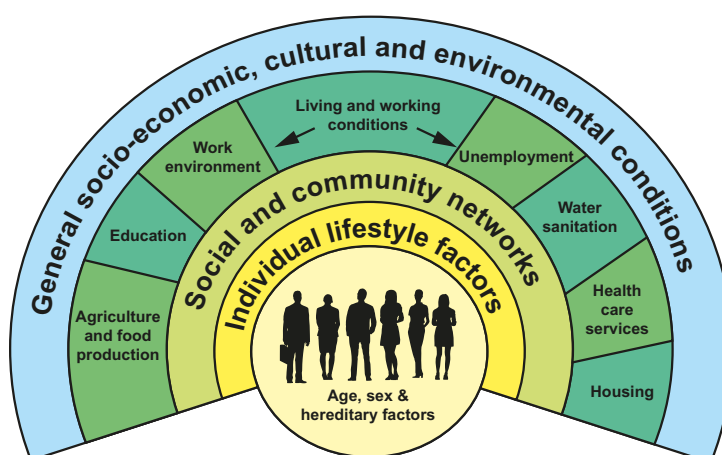 General socio-economic, cultural and environmental conditions
Living and working
conditions
Work
environment
Unemployment
Education
Water
sanitation
Agriculture
and food
production
Health
care
services
Housing
Social and community networks
Individual lifestyle factors
Age, sex &
hereditary factors